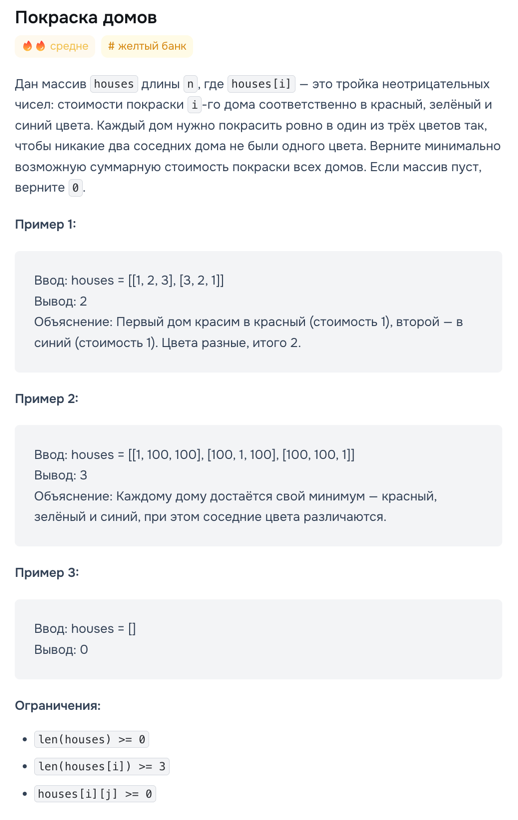 Покраска домов
🔥🔥 средне # желтый банк
Дан массив houses длины n, где houses[i] — это тройка неотрицательных
чисел: стоимости покраски i-го дома соответственно в красный, зелёный и
синий цвета. Каждый дом нужно покрасить ровно в один из трёх цветов так,
чтобы никакие два соседних дома не были одного цвета. Верните минимально
возможную суммарную стоимость покраски всех домов. Если массив пуст,
верните 0.
Пример 1:
Ввод: houses = [[1, 2, 3], [3, 2, 1]]
Вывод: 2
Объяснение: Первый дом красим в красный (стоимость 1), второй — в
синий (стоимость 1). Цвета разные, итого 2.
Пример 2:
Ввод: houses = [[1, 100, 100], [100, 1, 100], [100, 100, 1]]
Вывод: 3
Объяснение: Каждому дому достаётся свой минимум — красный,
зелёный и синий, при этом соседние цвета различаются.
Пример 3:
Ввод: houses = []
Вывод: 0
Ограничения:
• len(houses) >= 0
• len(houses[i]) >= 3
• houses[i][j] >= 0